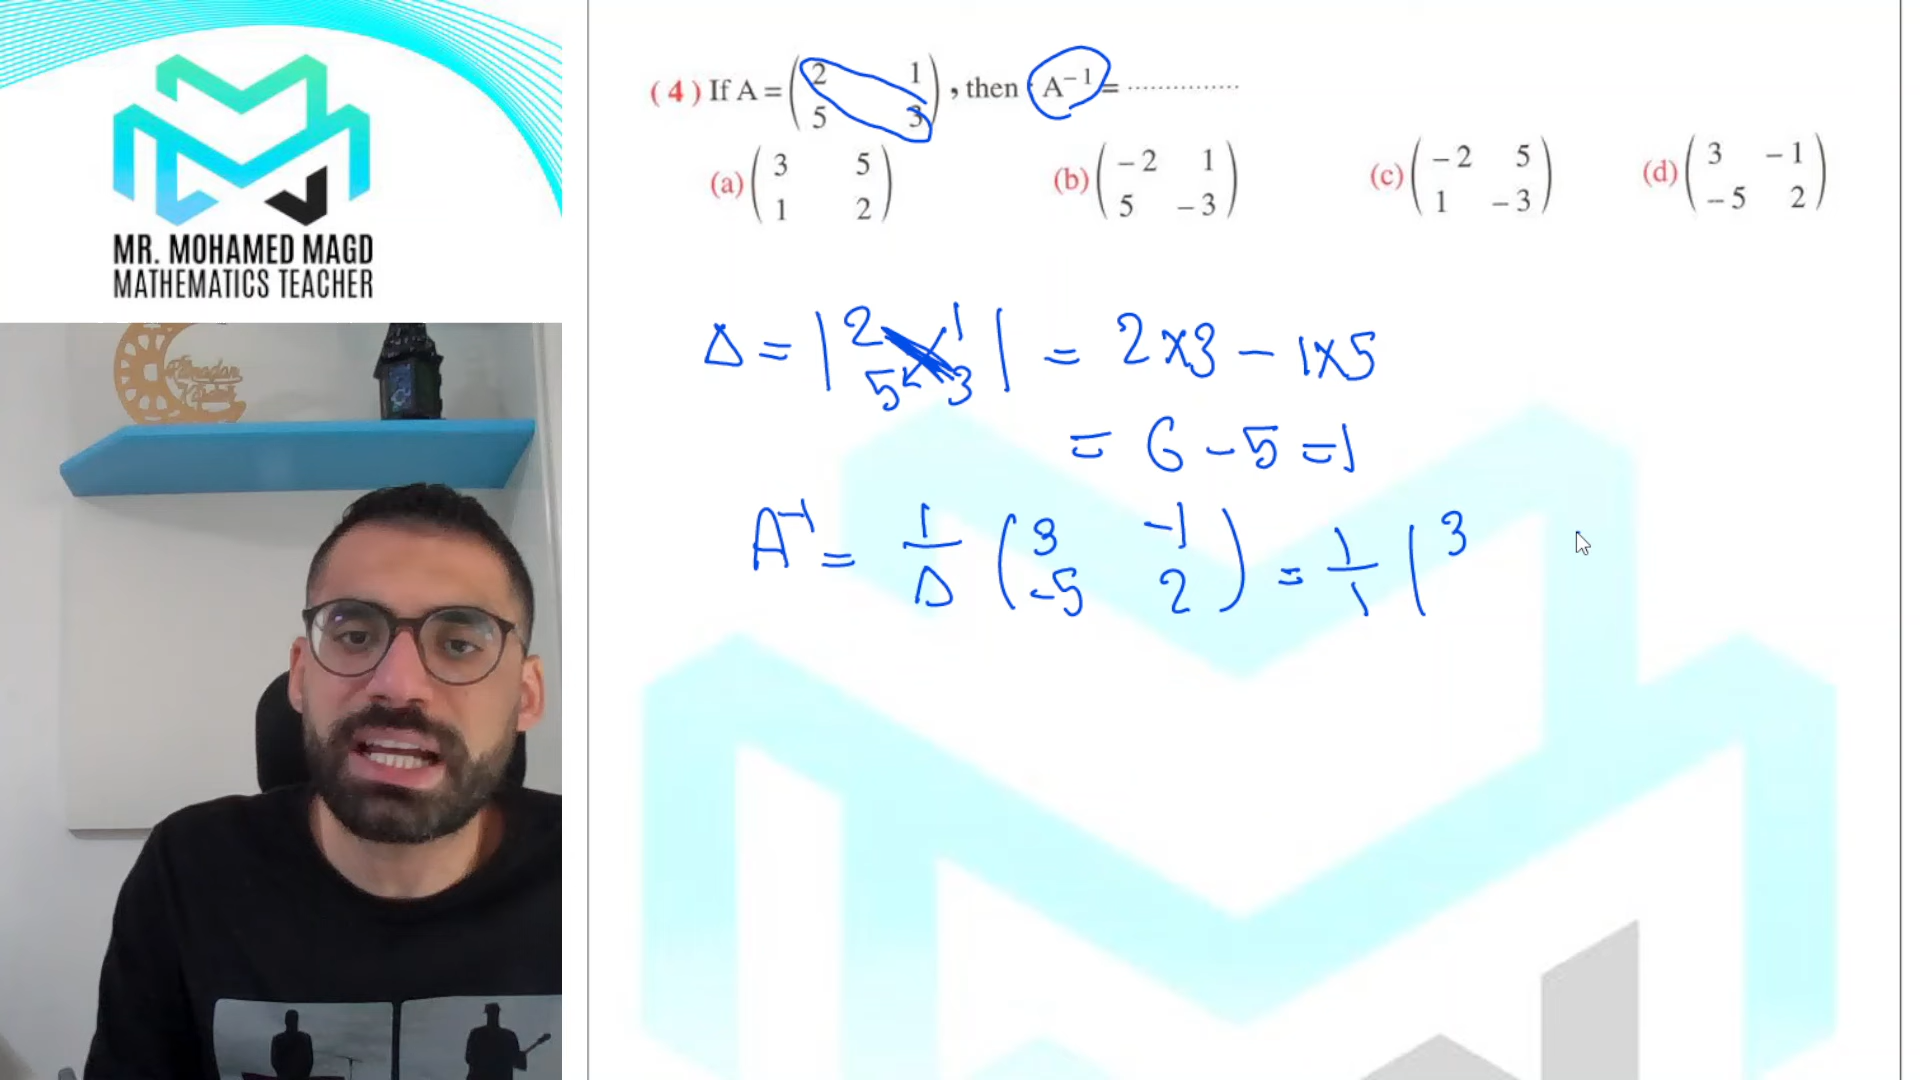 MR. MOHAMED MAGD
MATHEMATICS TEACHER
Ramadan
Kareem
(4) If A = ( 2 1 ; 5 3 ) , then A⁻¹ = ...............
(a) ( 3 5 ; 1 2 ) (b) ( −2 1 ; 5 −3 ) (c) ( −2 5 ; 1 −3 ) (d) ( 3 −1 ; −5 2 )
Δ = | 2 1 ; 5 3 | = 2 × 3 − 1 × 5
= 6 − 5 = 1
A⁻¹ = 1/Δ ( 3 −1 ; −5 2 ) = 1/1 ( 3